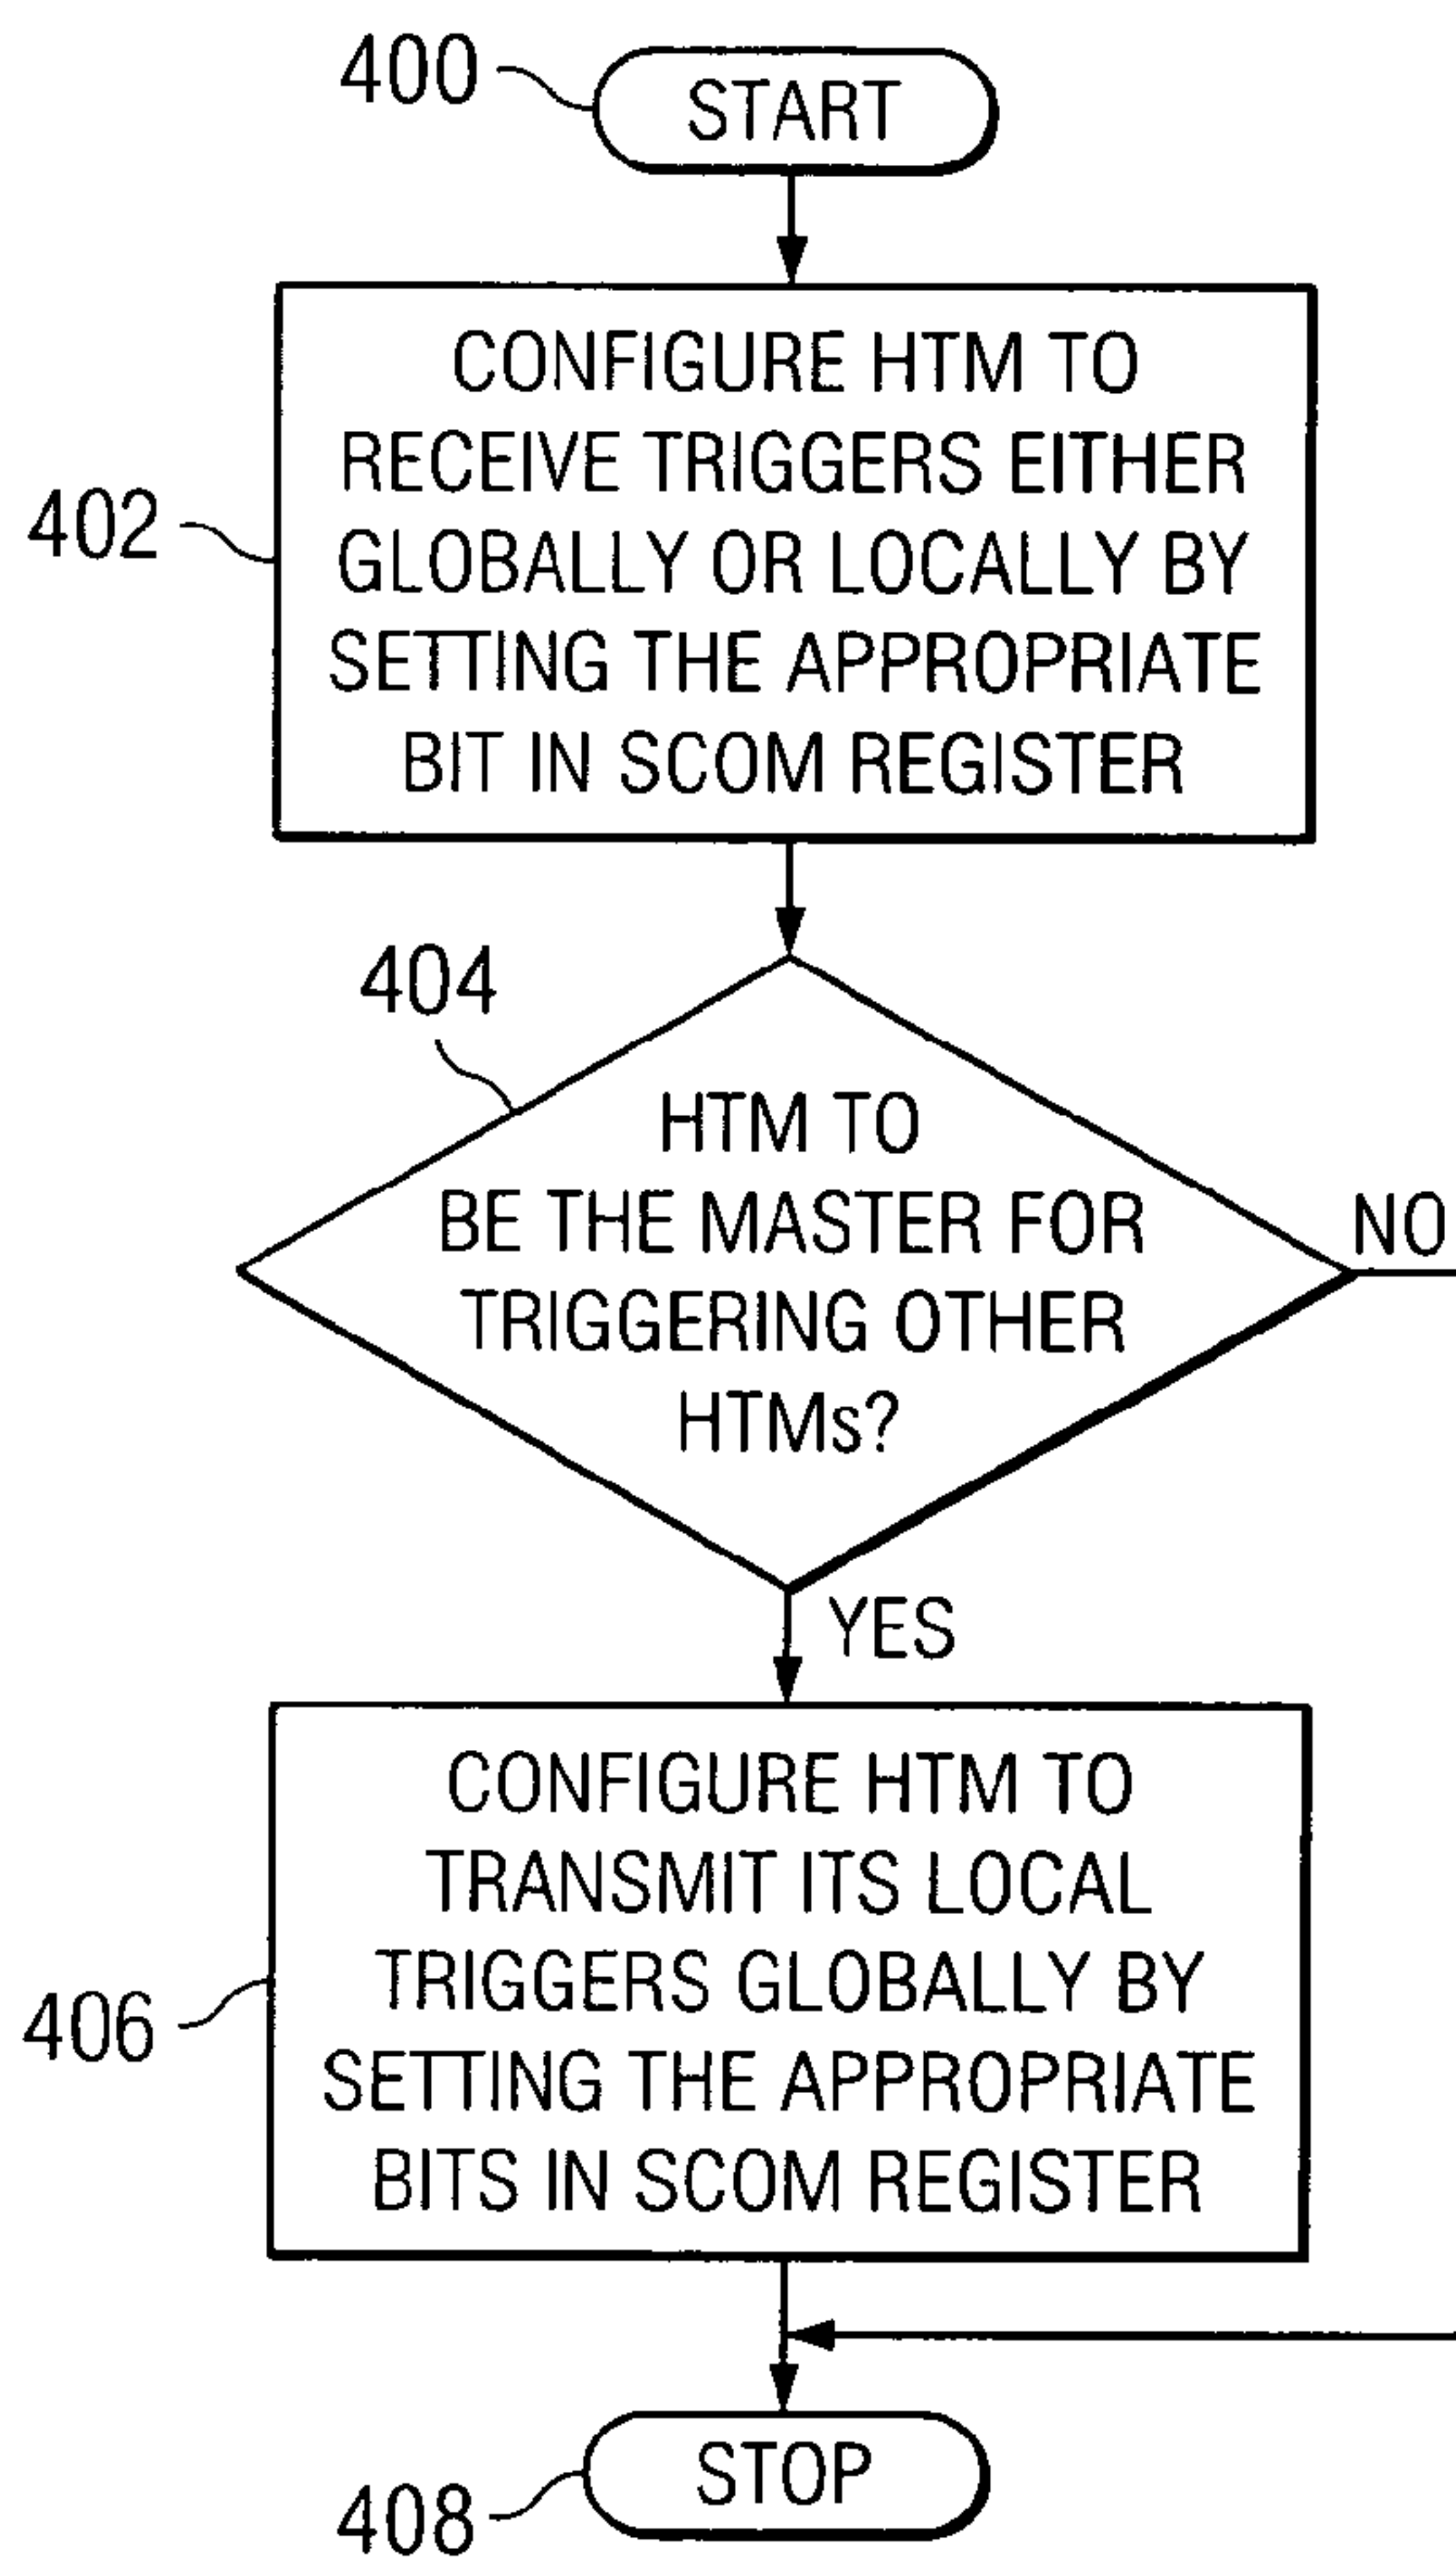 400
START
402
CONFIGURE HTM TO
RECEIVE TRIGGERS EITHER
GLOBALLY OR LOCALLY BY
SETTING THE APPROPRIATE
BIT IN SCOM REGISTER
404
HTM TO
BE THE MASTER FOR
TRIGGERING OTHER
HTMs?
NO
YES
406
CONFIGURE HTM TO
TRANSMIT ITS LOCAL
TRIGGERS GLOBALLY BY
SETTING THE APPROPRIATE
BITS IN SCOM REGISTER
408
STOP